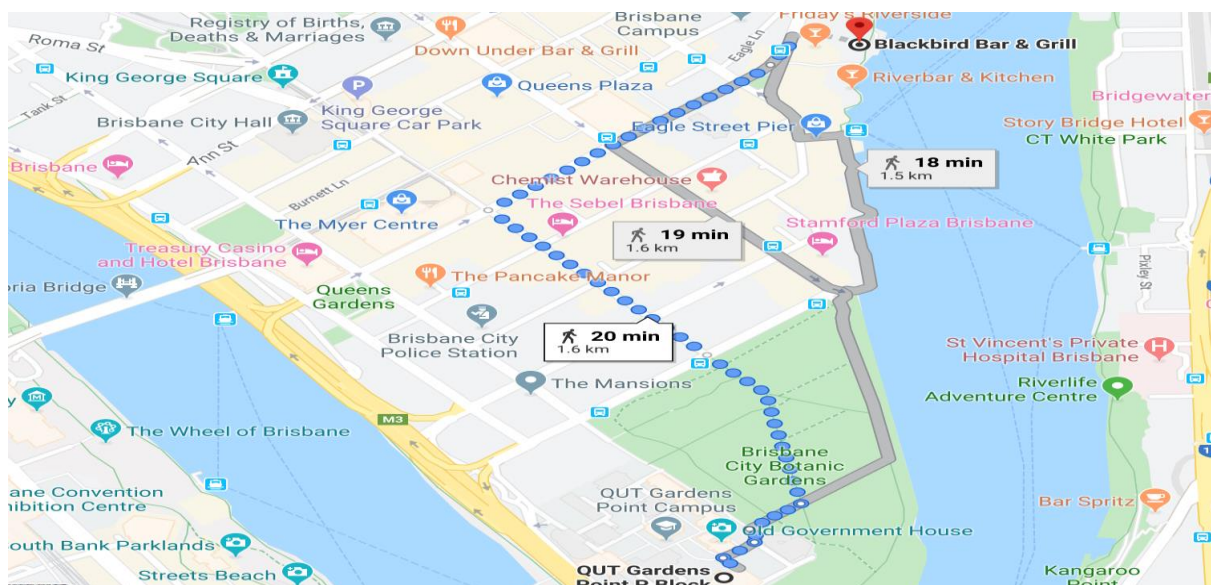 Registry of Births,
Deaths & Marriages
Brisbane
Campus
Friday's Riverside
Roma St
Down Under Bar & Grill
Eagle Ln
Blackbird Bar & Grill
King George Square
Queens Plaza
Riverbar & Kitchen
Tank St
King George
Square Car Park
Bridgewater
Brisbane City Hall
Eagle Street Pier
Story Bridge Hotel
CT White Park
Ann St
Brisbane
18 min
1.5 km
Burnett Ln
Chemist Warehouse
The Myer Centre
The Sebel Brisbane
Stamford Plaza Brisbane
19 min
1.6 km
Treasury Casino
and Hotel Brisbane
The Pancake Manor
Pixley St
oria Bridge
Queens
Gardens
Brisbane City
Police Station
20 min
1.6 km
St Vincent's Private
Hospital Brisbane
The Mansions
Riverlife
Adventure Centre
M3
The Wheel of Brisbane
Brisbane
City Botanic
Gardens
ane Convention
hibition Centre
QUT Gardens
Point Campus
Bar Spritz
Old Government House
outh Bank Parklands
Streets Beach
QUT Gardens
Point P Block
Kangaroo
Point